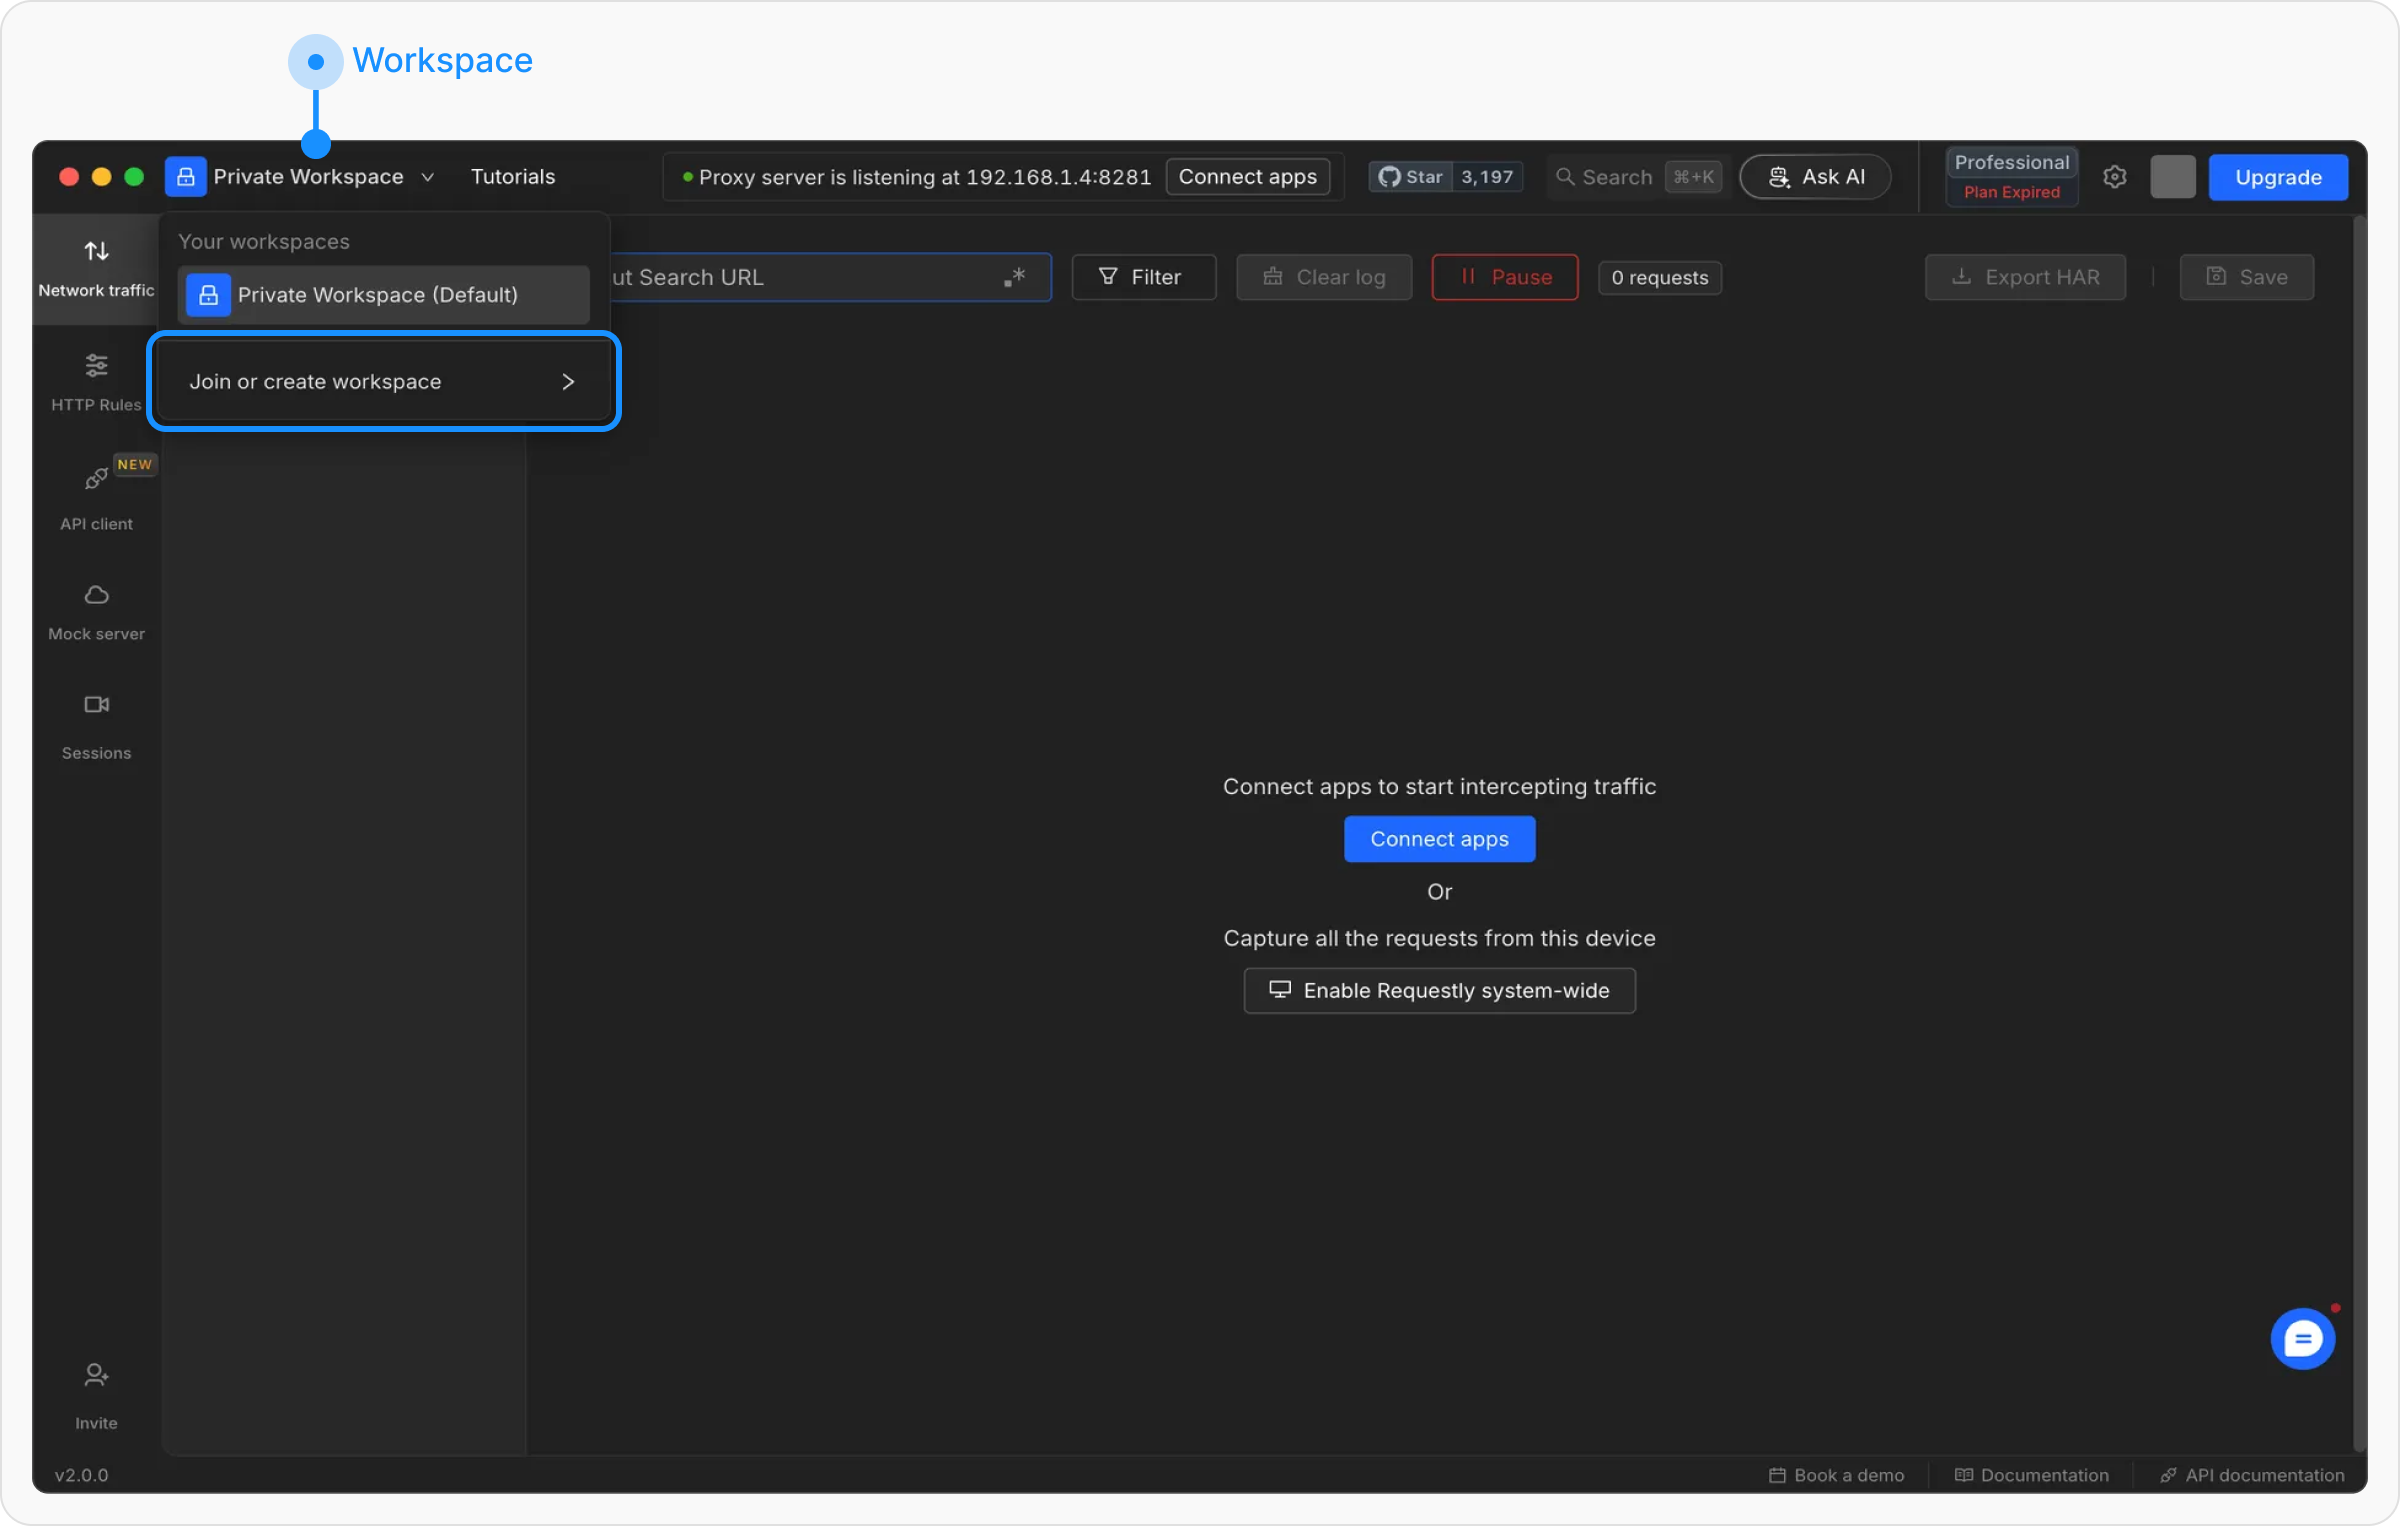 Workspace
Private Workspace
Tutorials
Proxy server is listening at 192.168.1.4:8281
Connect apps
Star
3,197
Search
⌘+K
Ask AI
Professional
Plan Expired
Upgrade
Network traffic
HTTP Rules
NEW
API client
Mock server
Sessions
Invite
v2.0.0
Your workspaces
Private Workspace (Default)
Join or create workspace
ut Search URL
.*
Filter
Clear log
Pause
0 requests
Export HAR
Save
Connect apps to start intercepting traffic
Connect apps
Or
Capture all the requests from this device
Enable Requestly system-wide
Book a demo
Documentation
API documentation